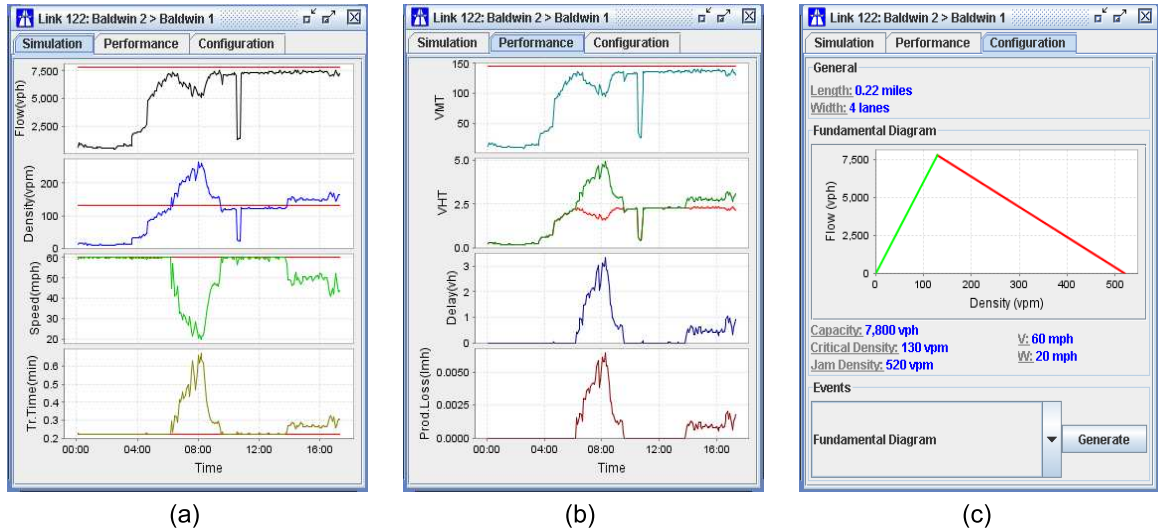 Link 122: Baldwin 2 > Baldwin 1
Simulation Performance Configuration
Flow(vph)
7,500
5,000
2,500
Density(vpm)
200
100
0
Speed(mph)
60
50
40
30
20
Tr.Time(min)
0.6
0.5
0.4
0.3
0.2
00:00 04:00 08:00 12:00 16:00
Time
(a)
Link 122: Baldwin 2 > Baldwin 1
Simulation Performance Configuration
VMT
150
100
50
VHT
5.0
2.5
0.0
Delay(vh)
3
2
1
0
Prod.Loss(lmh)
0.0050
0.0025
0.0000
00:00 04:00 08:00 12:00 16:00
Time
(b)
Link 122: Baldwin 2 > Baldwin 1
Simulation Performance Configuration
General
Length: 0.22 miles
Width: 4 lanes
Fundamental Diagram
Flow (vph)
7,500
5,000
2,500
0
0 100 200 300 400 500
Density (vpm)
Capacity: 7,800 vph
Critical Density: 130 vpm
Jam Density: 520 vpm
V: 60 mph
W: 20 mph
Events
Fundamental Diagram
Generate
(c)